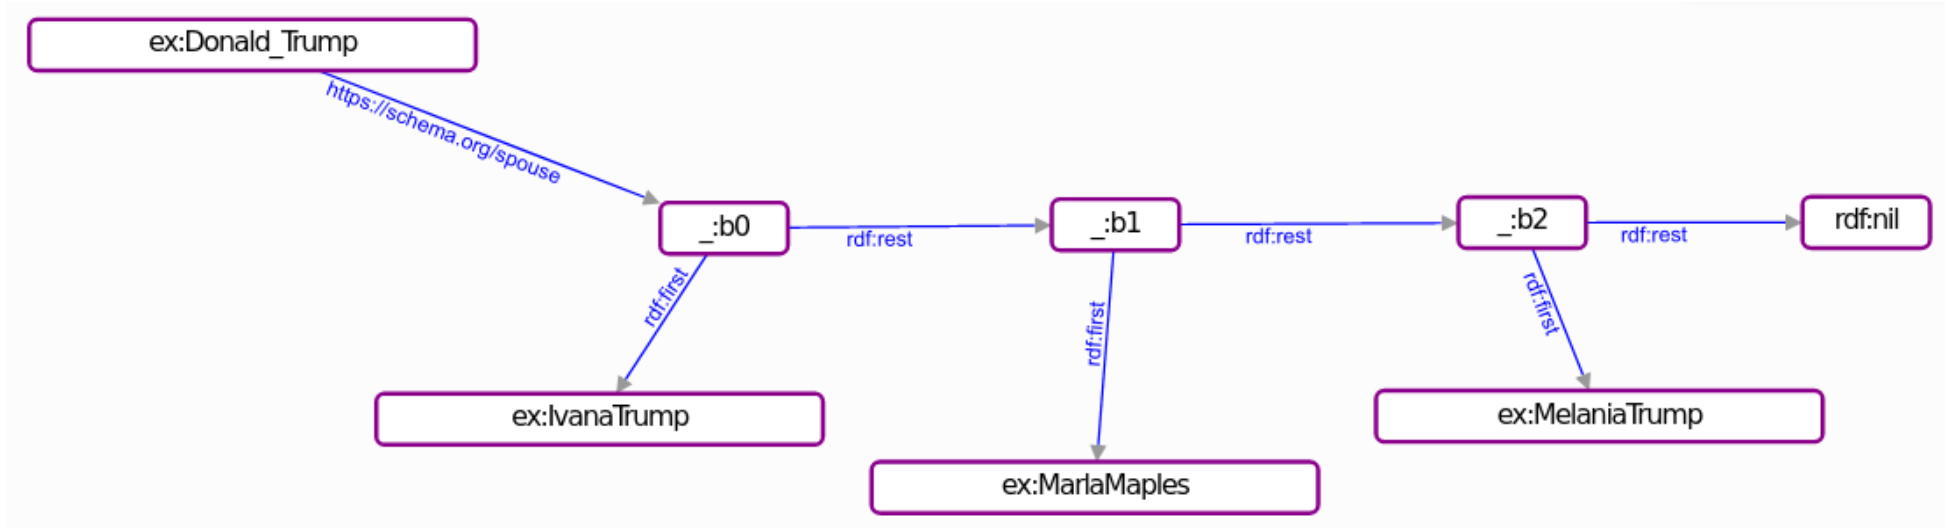 ex:Donald_Trump
https://schema.org/spouse
_:b0
rdf:rest
_:b1
rdf:rest
_:b2
rdf:rest
rdf:nil
rdf:first
rdf:first
rdf:first
ex:IvanaTrump
ex:MelaniaTrump
ex:MarlaMaples